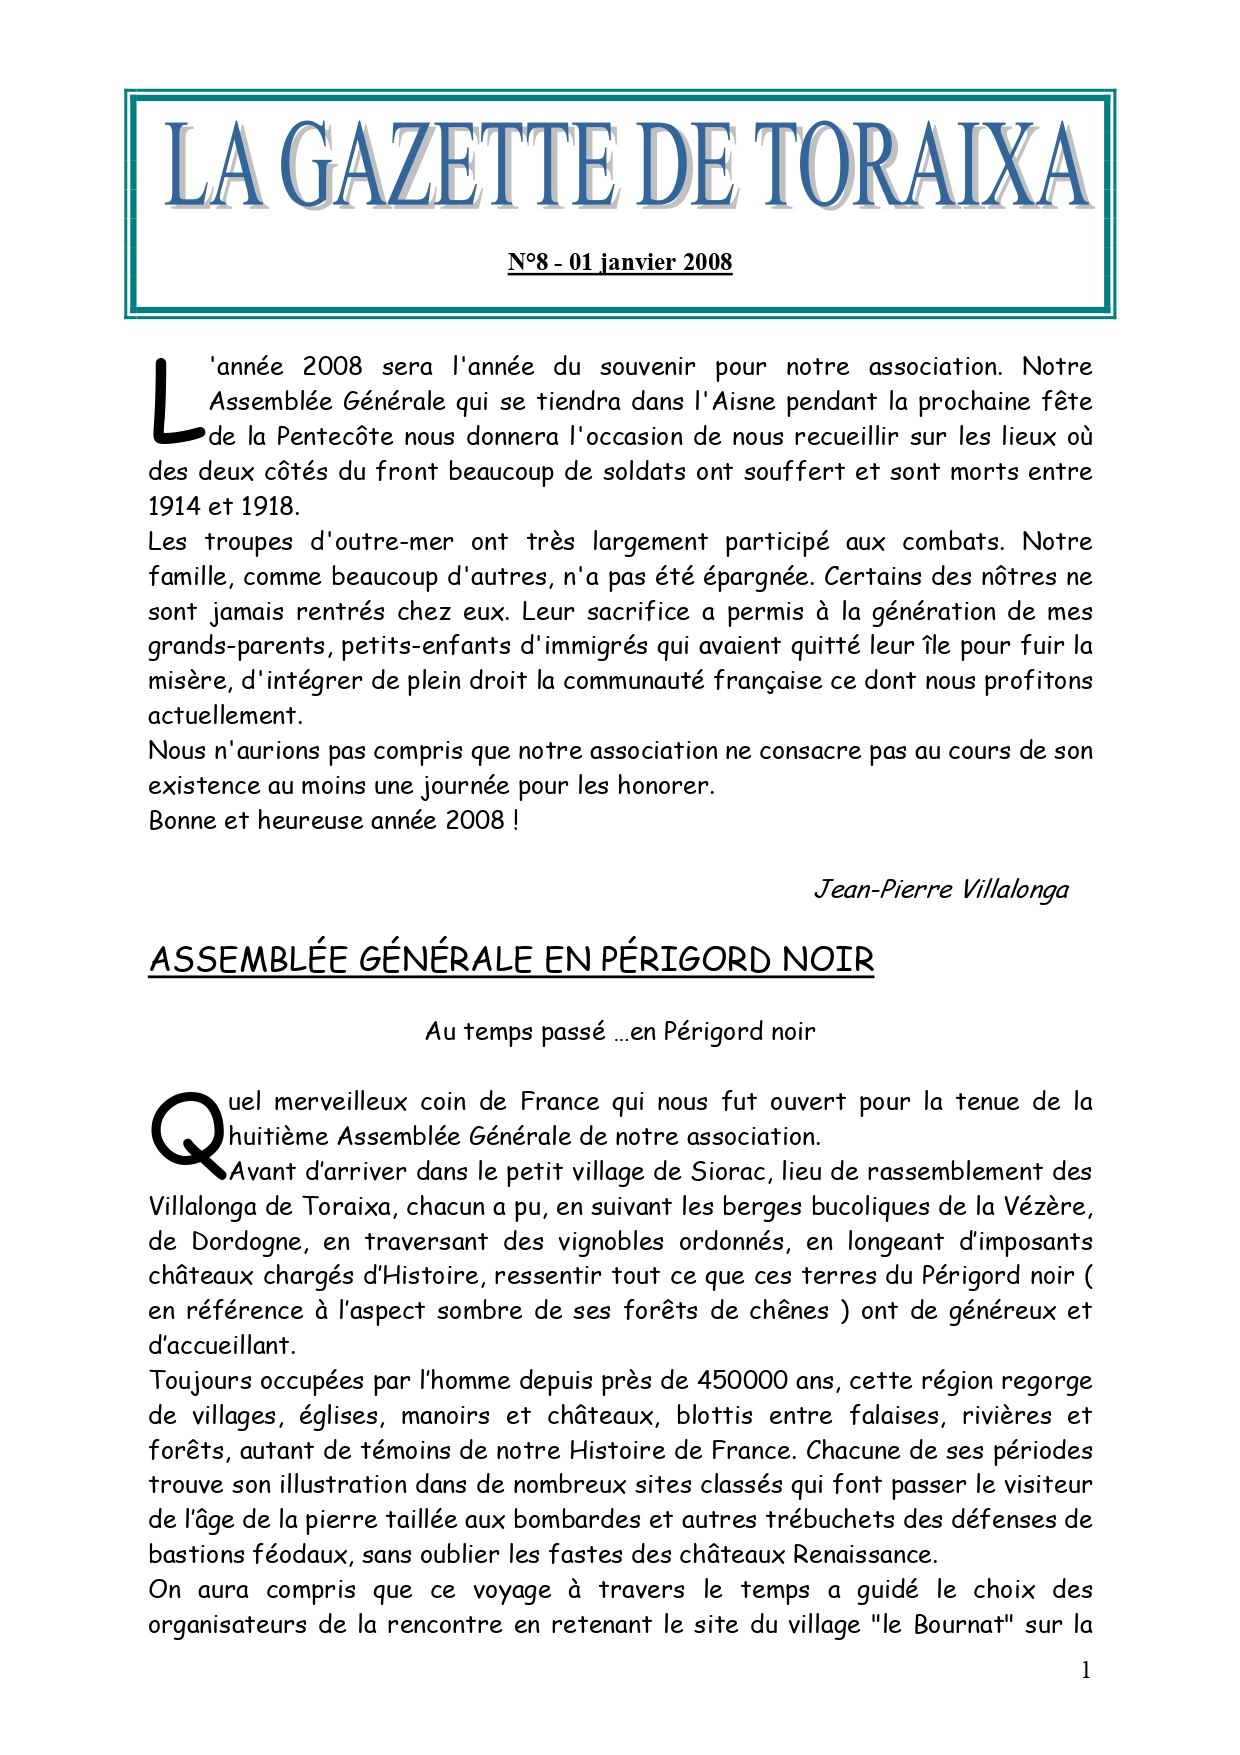 LA GAZETTE DE TORAIXA
N°8 - 01 janvier 2008
L'année 2008 sera l'année du souvenir pour notre association. Notre
Assemblée Générale qui se tiendra dans l'Aisne pendant la prochaine fête
de la Pentecôte nous donnera l'occasion de nous recueillir sur les lieux où
des deux côtés du front beaucoup de soldats ont souffert et sont morts entre
1914 et 1918.
Les troupes d'outre-mer ont très largement participé aux combats. Notre
famille, comme beaucoup d'autres, n'a pas été épargnée. Certains des nôtres ne
sont jamais rentrés chez eux. Leur sacrifice a permis à la génération de mes
grands-parents, petits-enfants d'immigrés qui avaient quitté leur île pour fuir la
misère, d'intégrer de plein droit la communauté française ce dont nous profitons
actuellement.
Nous n'aurions pas compris que notre association ne consacre pas au cours de son
existence au moins une journée pour les honorer.
Bonne et heureuse année 2008 !
Jean-Pierre Villalonga
ASSEMBLÉE GÉNÉRALE EN PÉRIGORD NOIR
Au temps passé …en Périgord noir
Quel merveilleux coin de France qui nous fut ouvert pour la tenue de la
huitième Assemblée Générale de notre association.
Avant d’arriver dans le petit village de Siorac, lieu de rassemblement des
Villalonga de Toraixa, chacun a pu, en suivant les berges bucoliques de la Vézère,
de Dordogne, en traversant des vignobles ordonnés, en longeant d’imposants
châteaux chargés d’Histoire, ressentir tout ce que ces terres du Périgord noir (
en référence à l’aspect sombre de ses forêts de chênes ) ont de généreux et
d’accueillant.
Toujours occupées par l’homme depuis près de 450000 ans, cette région regorge
de villages, églises, manoirs et châteaux, blottis entre falaises, rivières et
forêts, autant de témoins de notre Histoire de France. Chacune de ses périodes
trouve son illustration dans de nombreux sites classés qui font passer le visiteur
de l’âge de la pierre taillée aux bombardes et autres trébuchets des défenses de
bastions féodaux, sans oublier les fastes des châteaux Renaissance.
On aura compris que ce voyage à travers le temps a guidé le choix des
organisateurs de la rencontre en retenant le site du village "le Bournat" sur la
1